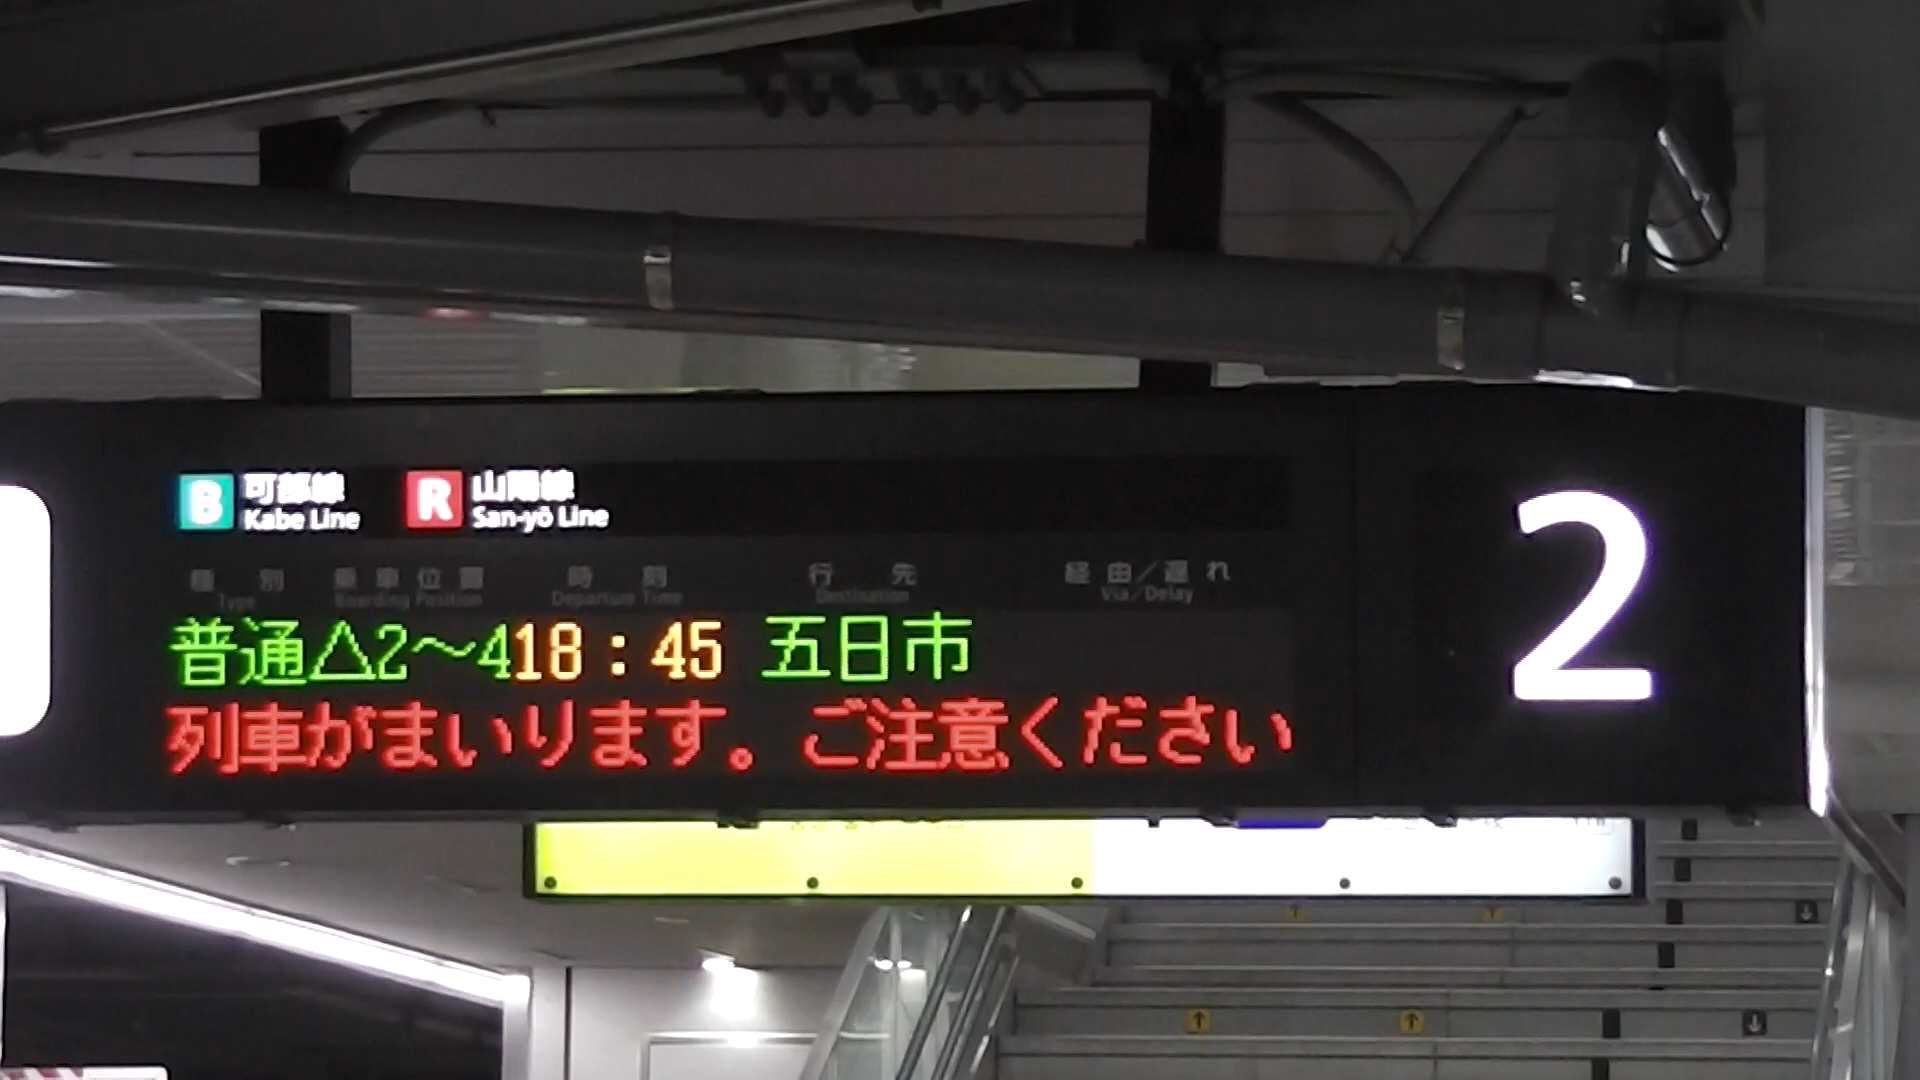 B 可部線 R 山陽線
Kabe Line San-yō Line
種別 乗車位置 時刻 行先 経由／遅れ
Type Boarding Position Departure Time Destination Via／Delay
普通△2～418：45 五日市
列車がまいります。ご注意ください
2